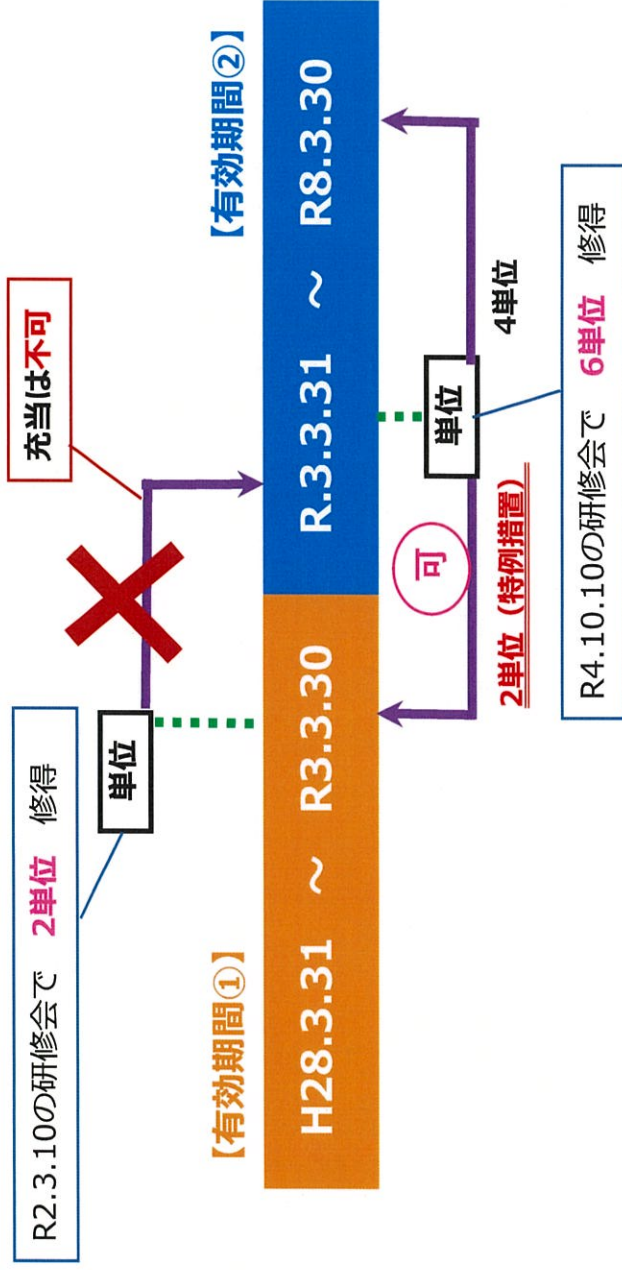 R2.3.10の研修会で 2単位 修得
単位
充当は不可
【有効期間①】
【有効期間②】
H28.3.31 ~ R3.3.30
R.3.3.31 ~ R8.3.30
可
単位
2単位(特例措置)
4単位
R4.10.10の研修会で 6単位 修得